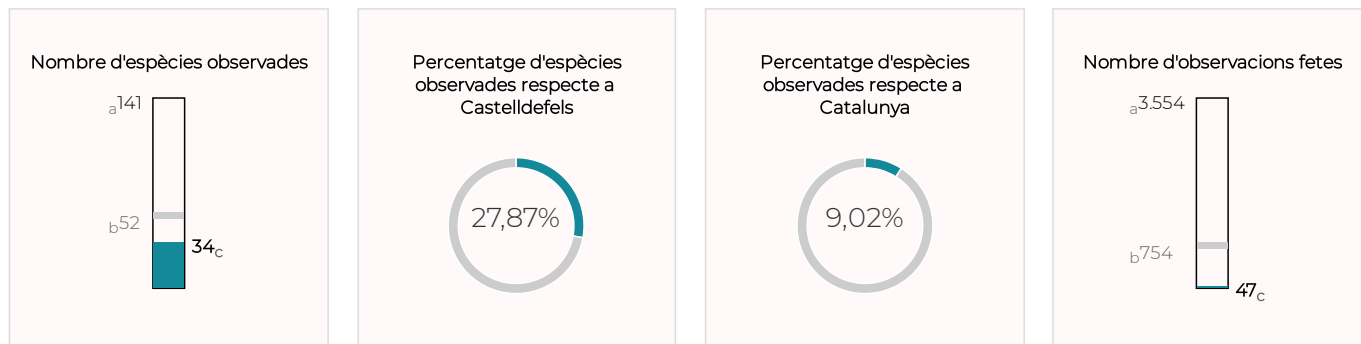 Nombre d'espècies observades
a141
b52
34c
Percentatge d'espècies
observades respecte a
Castelldefels
27,87%
Percentatge d'espècies
observades respecte a
Catalunya
9,02%
Nombre d'observacions fetes
a3.554
b754
47c